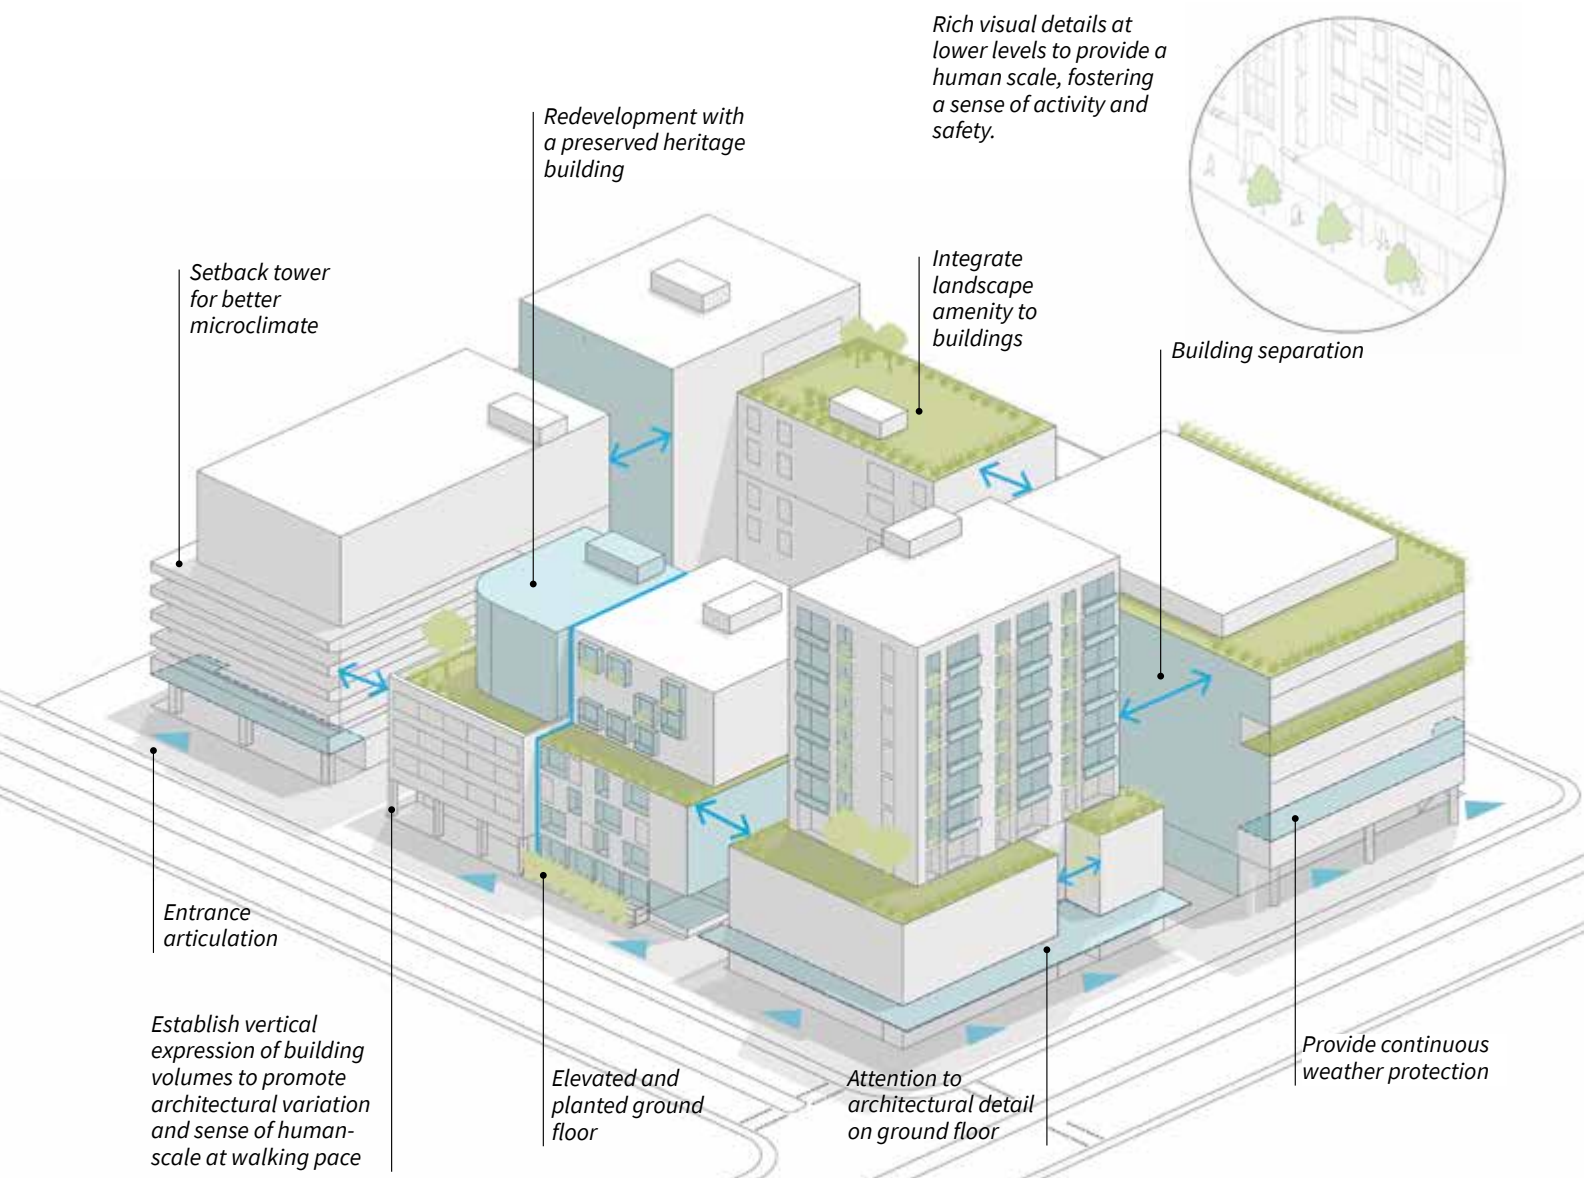 Rich visual details at
lower levels to provide a
human scale, fostering
a sense of activity and
safety.
Redevelopment with
a preserved heritage
building
Setback tower
for better
microclimate
Integrate
landscape
amenity to
buildings
Building separation
Entrance
articulation
Establish vertical
expression of building
volumes to promote
architectural variation
and sense of human-
scale at walking pace
Elevated and
planted ground
floor
Attention to
architectural detail
on ground floor
Provide continuous
weather protection